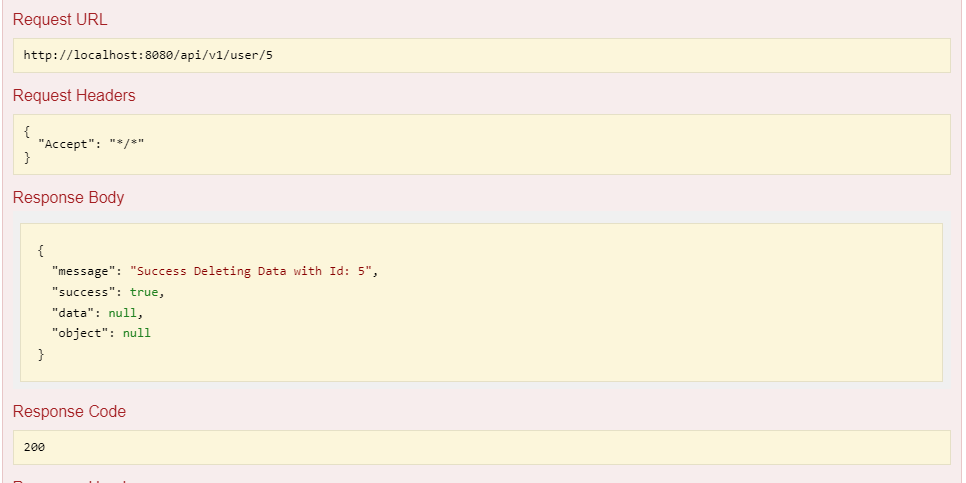 Request URL
http://localhost:8080/api/v1/user/5
Request Headers
{
"Accept": "*/*"
}
Response Body
{
"message": "Success Deleting Data with Id: 5",
"success": true,
"data": null,
"object": null
}
Response Code
200